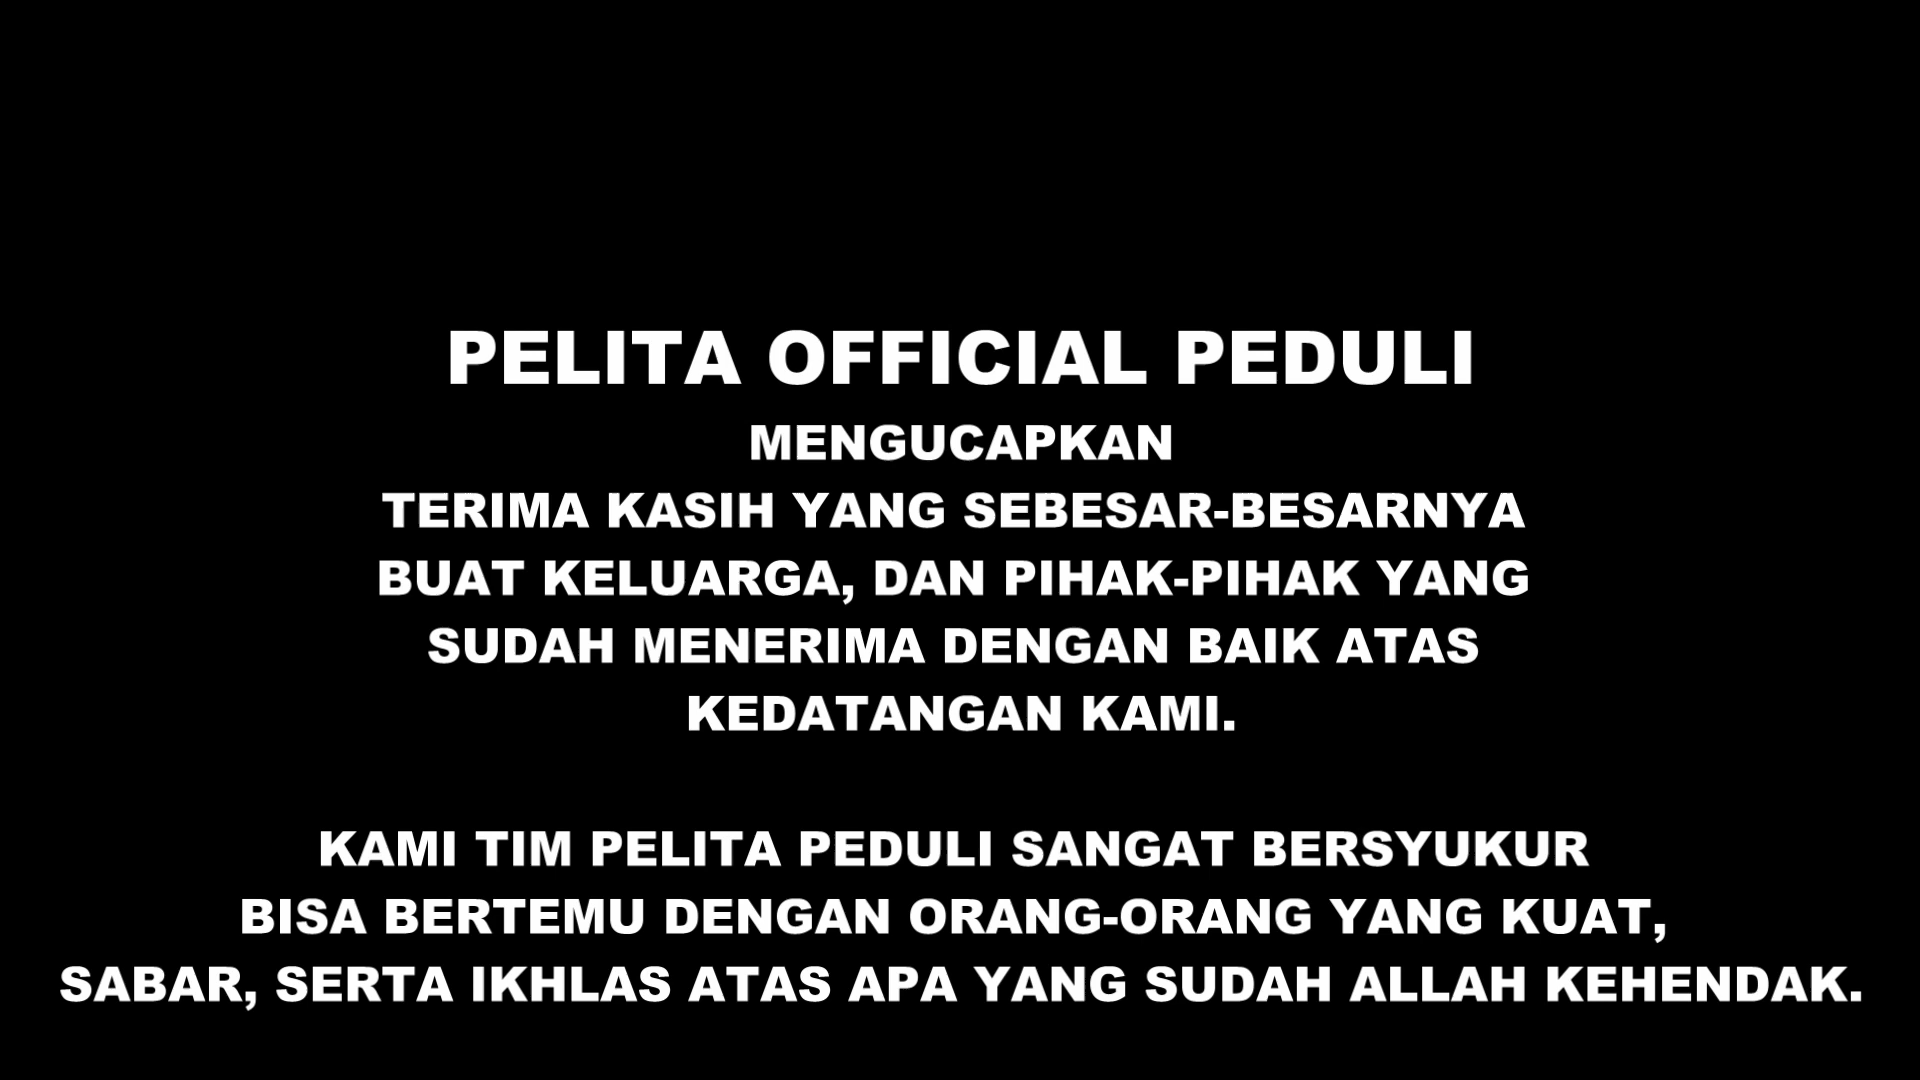 PELITA OFFICIAL PEDULI
MENGUCAPKAN
TERIMA KASIH YANG SEBESAR-BESARNYA
BUAT KELUARGA, DAN PIHAK-PIHAK YANG
SUDAH MENERIMA DENGAN BAIK ATAS
KEDATANGAN KAMI.
KAMI TIM PELITA PEDULI SANGAT BERSYUKUR
BISA BERTEMU DENGAN ORANG-ORANG YANG KUAT,
SABAR, SERTA IKHLAS ATAS APA YANG SUDAH ALLAH KEHENDAK.